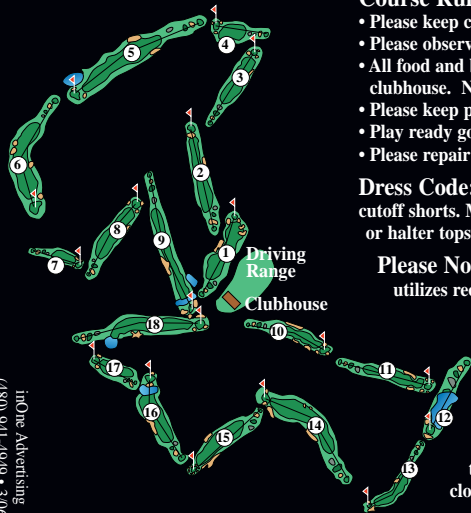 Course Ru
• Please keep c
• Please observ
• All food and b
clubhouse. N
• Please keep p
• Play ready go
• Please repair
Dress Code:
cutoff shorts. M
or halter tops
Please No
utilizes rec
5
4
3
6
2
8
9
1
7
Driving
Range
Clubhouse
18
10
17
11
16
12
15
14
13
t
clo
inOne Advertising